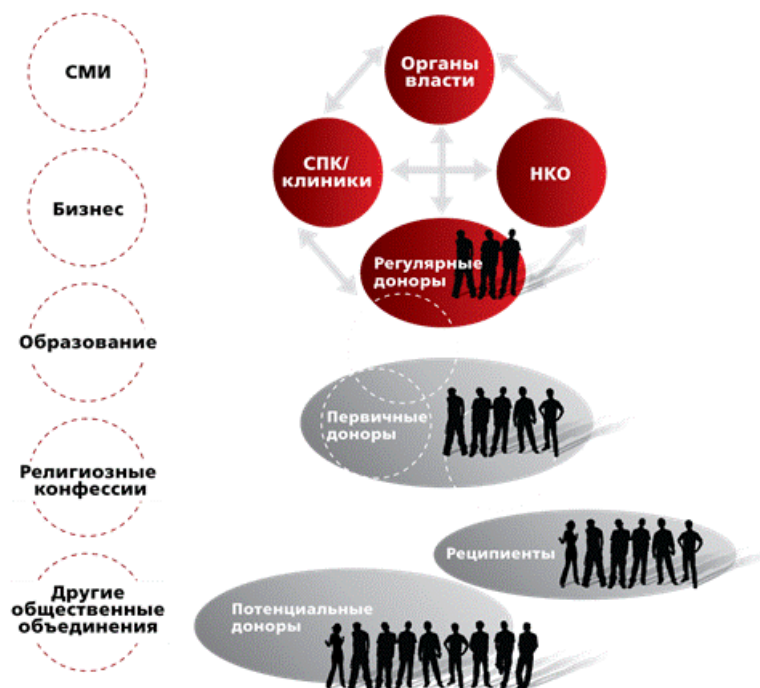 СМИ
Бизнес
Образование
Религиозные
конфессии
Другие
общественные
объединения
Органы
власти
СПК/
клиники
НКО
Регулярные
доноры
Первичные
доноры
Реципиенты
Потенциальные
доноры